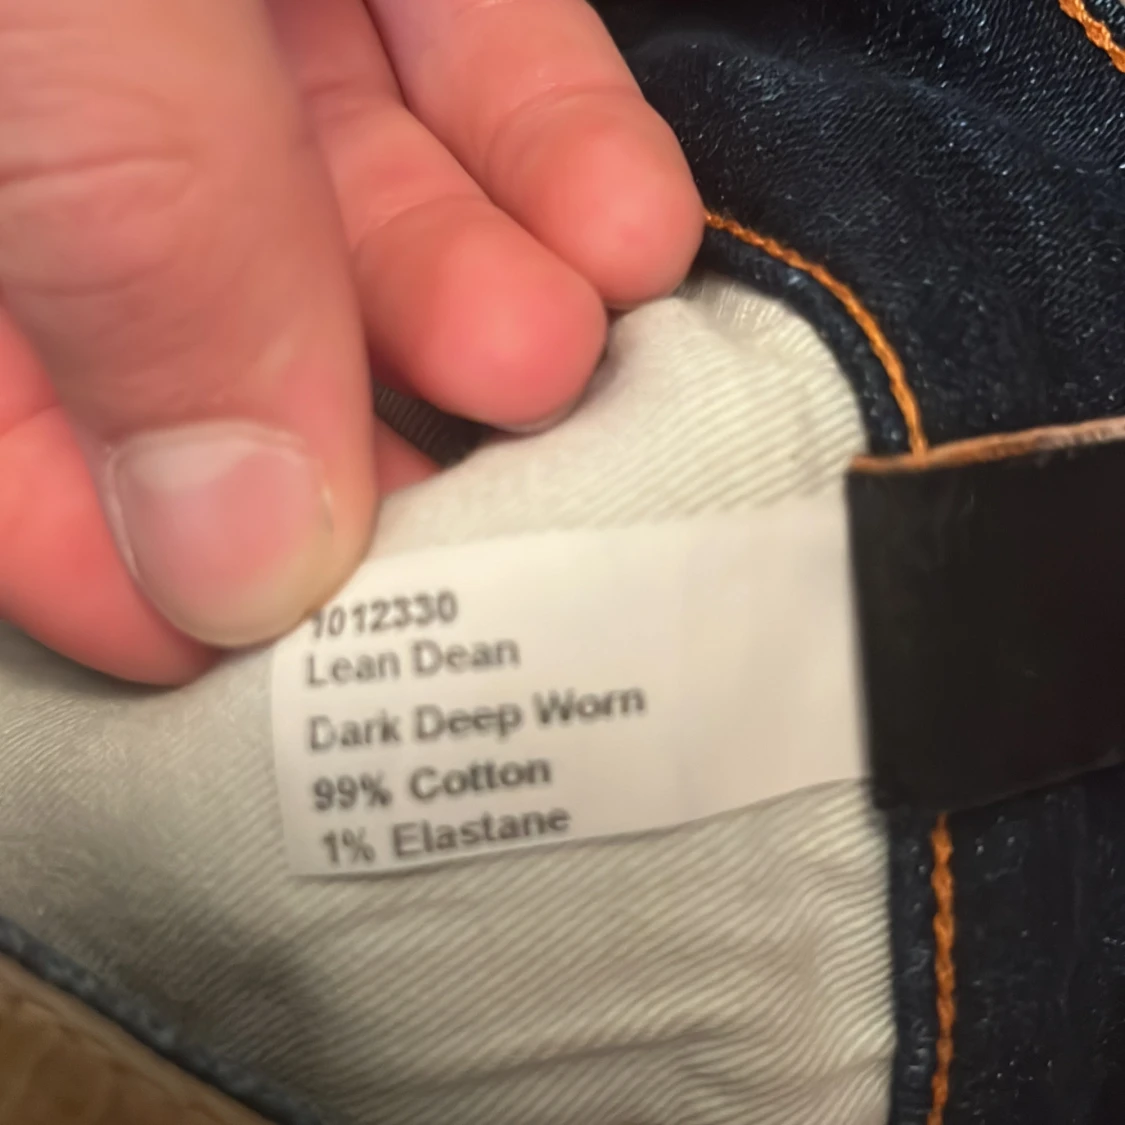 1012330
Lean Dean
Dark Deep Worn
99% Cotton
1% Elastane